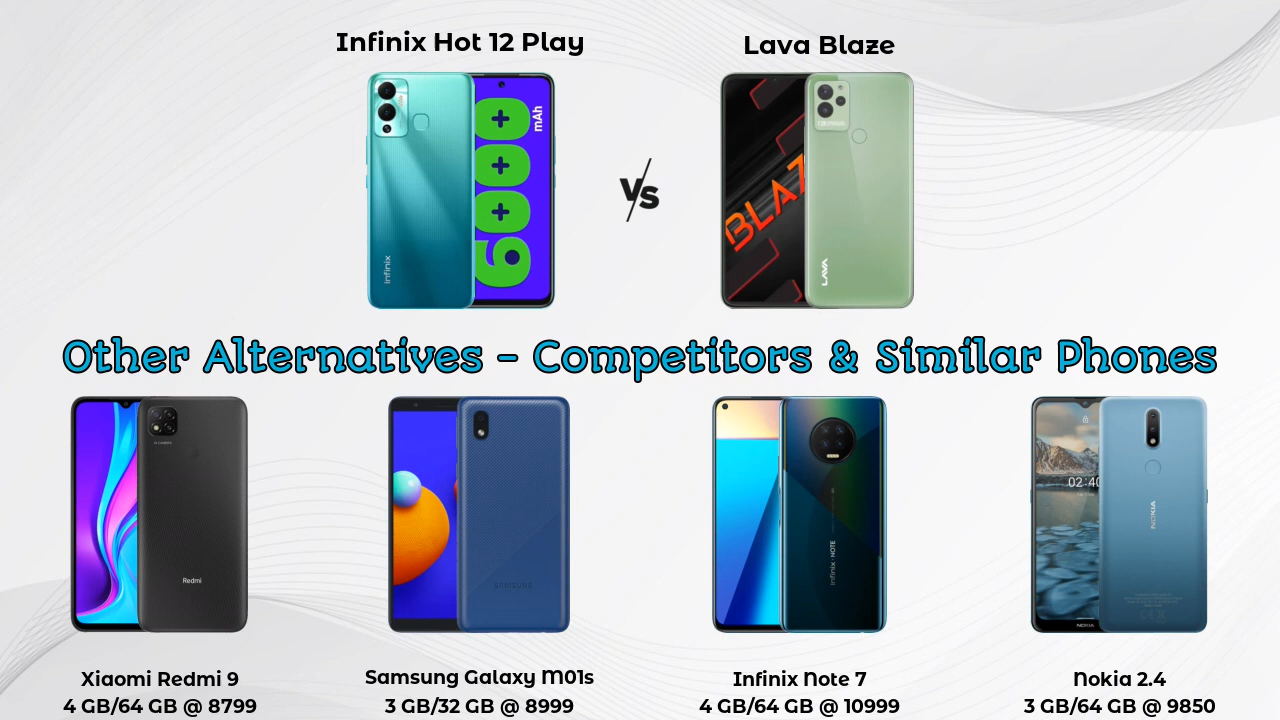 Infinix Hot 12 Play
Lava Blaze
6000
mAh
Infinix
VS
BLAZ
LAVA
Other Alternatives - Competitors & Similar Phones
Redmi
SAMSUNG
Infinix NOTE
02:40
NOKIA
NOKIA
Xiaomi Redmi 9
4 GB/64 GB @ 8799
Samsung Galaxy M01s
3 GB/32 GB @ 8999
Infinix Note 7
4 GB/64 GB @ 10999
Nokia 2.4
3 GB/64 GB @ 9850